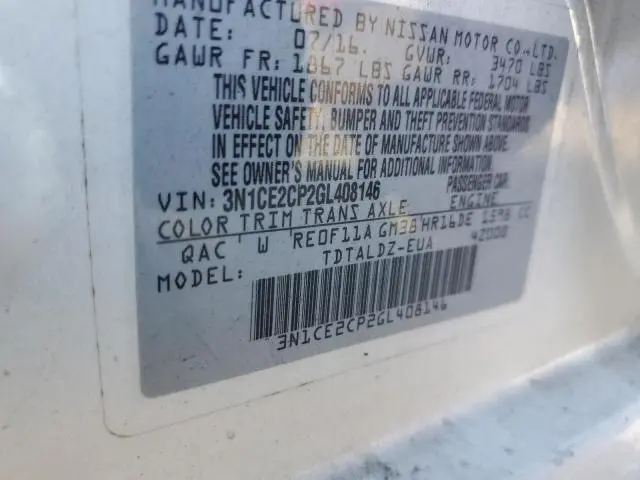 MANUFACTURED BY NISSAN MOTOR CO.,LTD.
DATE: 07/16. GVWR: 3470 LBS
GAWR FR: 1867 LBS GAWR RR: 1704 LBS
THIS VEHICLE CONFORMS TO ALL APPLICABLE FEDERAL MOTOR
VEHICLE SAFETY, BUMPER AND THEFT PREVENTION STANDARDS
IN EFFECT ON THE DATE OF MANUFACTURE SHOWN ABOVE.
SEE OWNER'S MANUAL FOR ADDITIONAL INFORMATION.
VIN: 3N1CE2CP2GL408146 PASSENGER CAR
COLOR TRIM TRANS AXLE ENGINE
QAC W RE0F11A GM38 HR16DE 1598 CC
MODEL: TDTALDZ-EUA
3N1CE2CP2GL408146